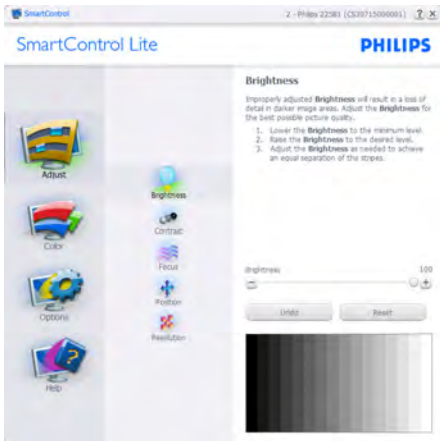 SmartControl
2 - Philips 225B1 (CS30715000001) ? X
SmartControl Lite
PHILIPS
Adjust
Color
Options
Help
Brightness
Contrast
Focus
Position
Resolution
Brightness
Improperly adjusted Brightness will result in a loss of
detail in darker image areas. Adjust the Brightness for
the best possible picture quality.
1. Lower the Brightness to the minimum level.
2. Raise the Brightness to the desired level.
3. Adjust the Brightness as needed to achieve
an equal separation of the stripes.
Brightness 100
Undo Reset